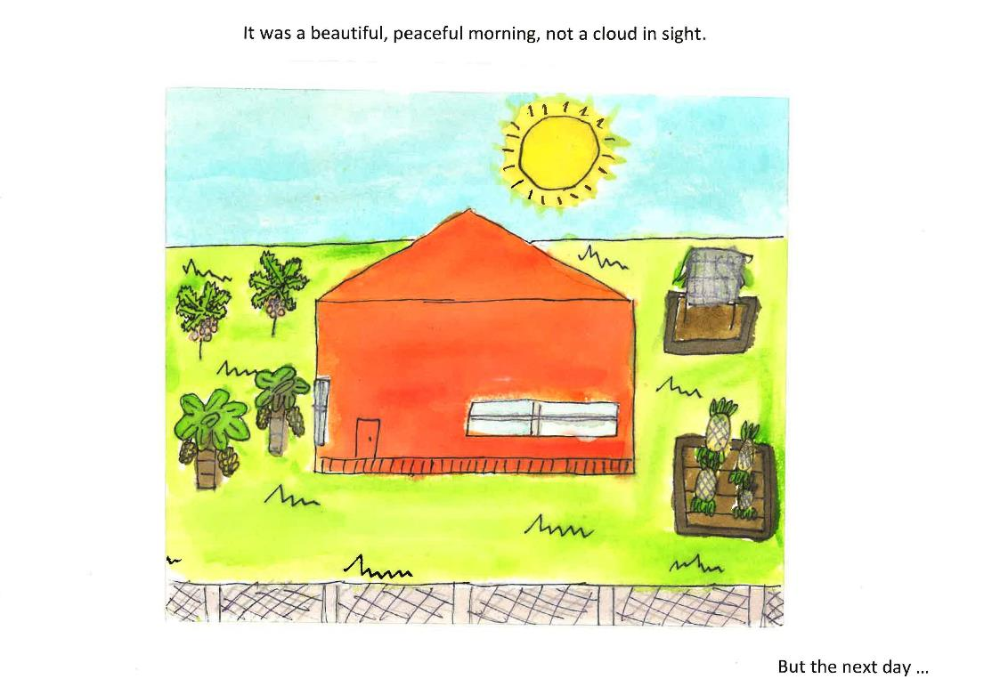 It was a beautiful, peaceful morning, not a cloud in sight.
But the next day ...